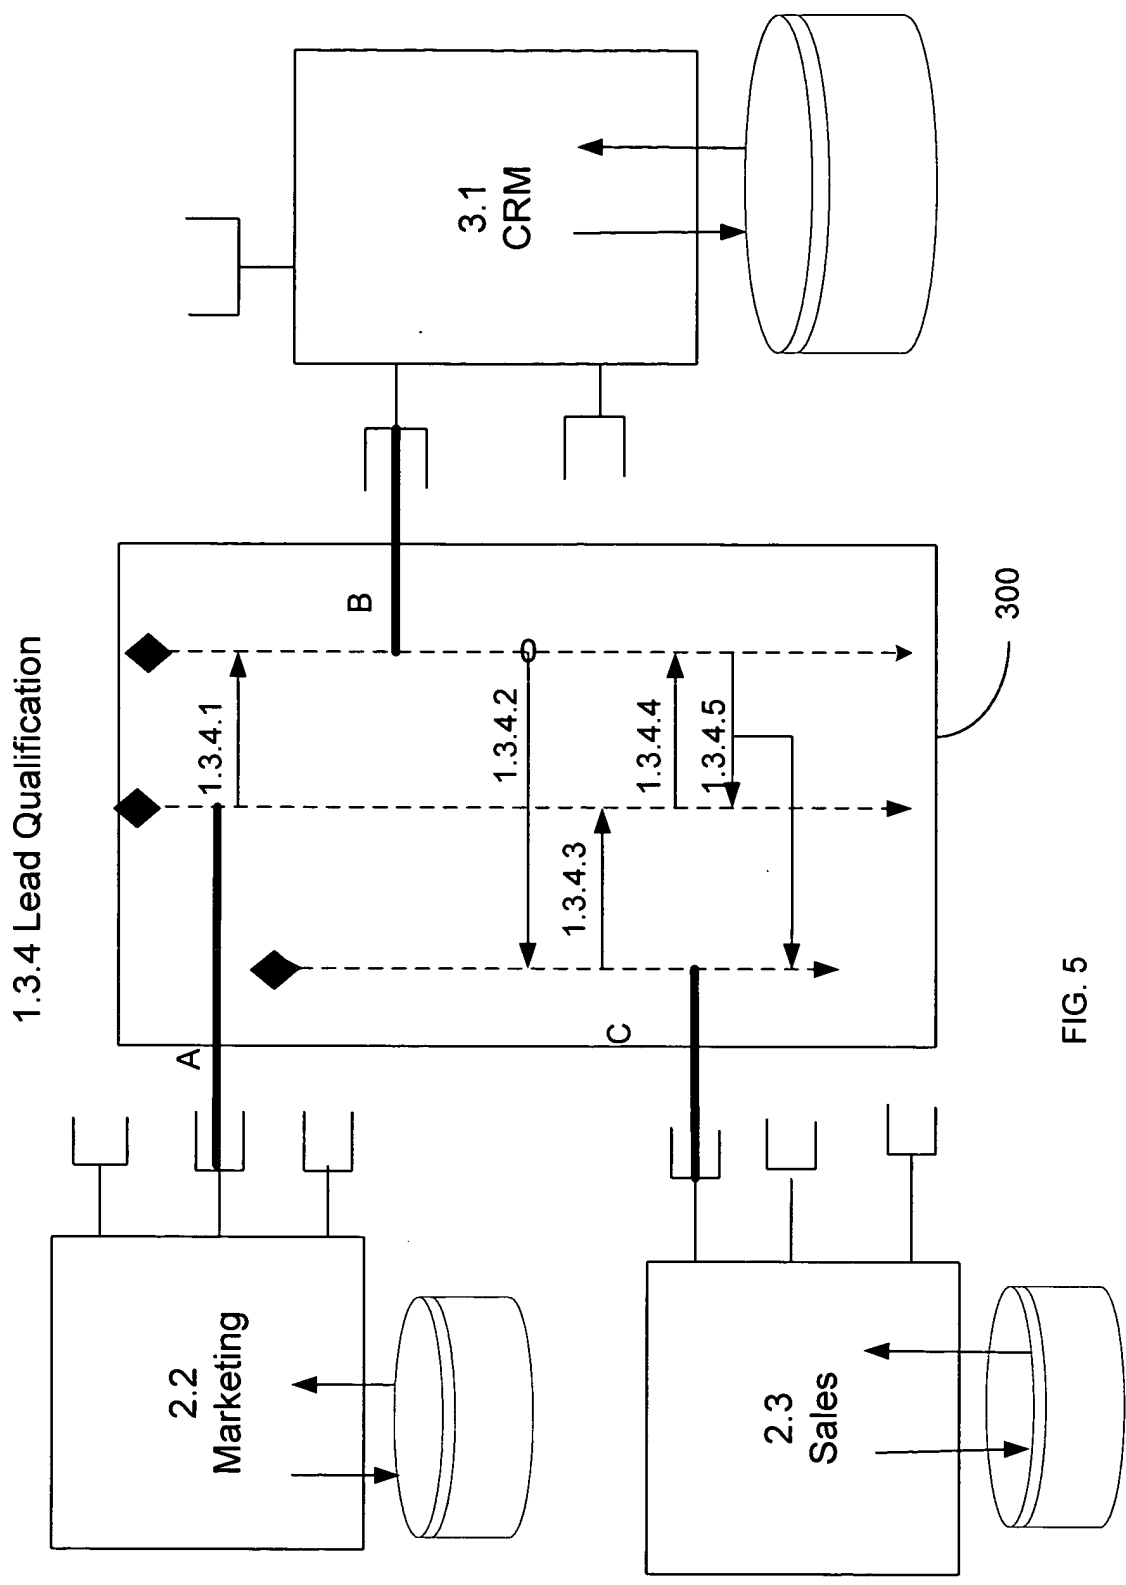 1.3.4 Lead Qualification
2.2
Marketing
A
1.3.4.1
B
3.1
CRM
1.3.4.2
1.3.4.3
1.3.4.4
1.3.4.5
C
2.3
Sales
300
FIG. 5